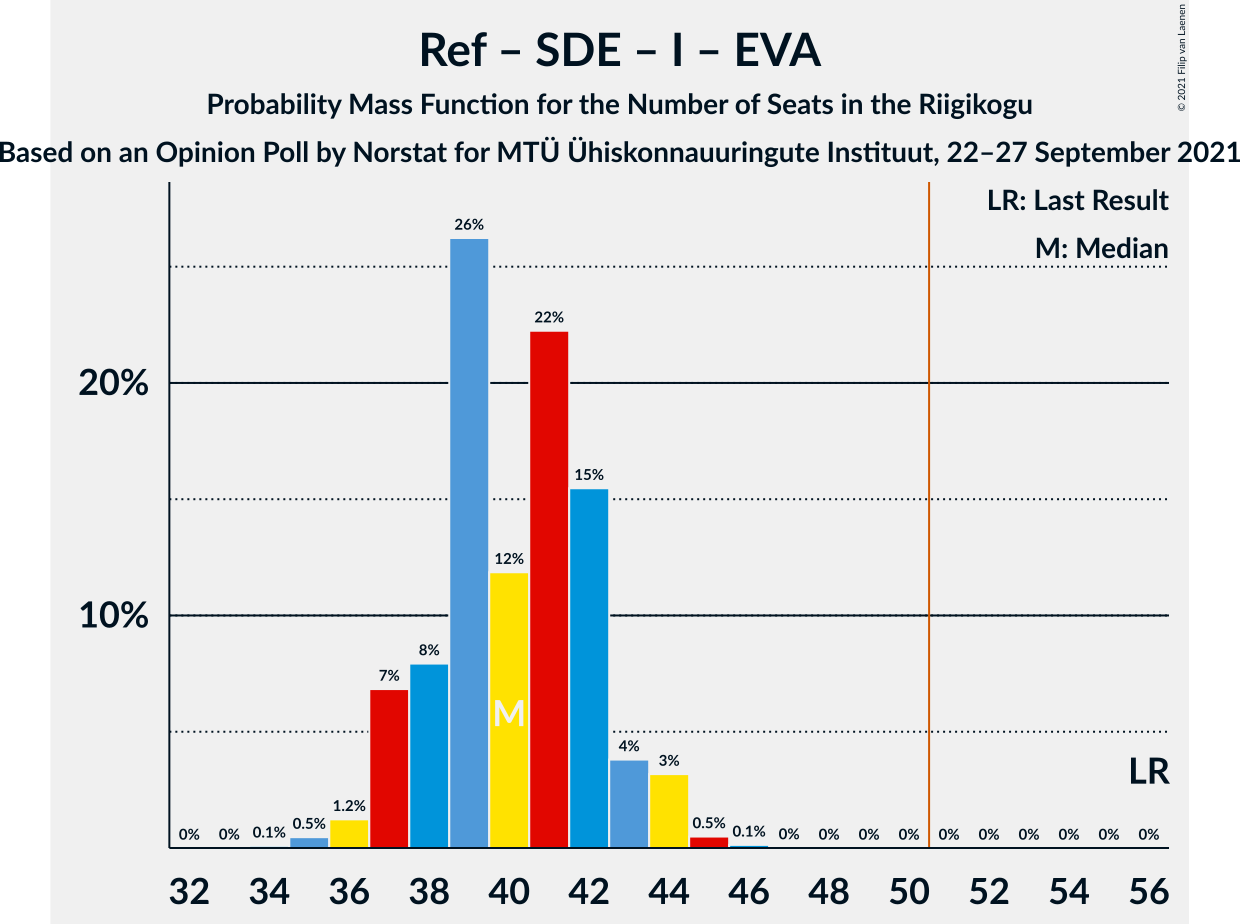 Ref – SDE – I – EVA
Probability Mass Function for the Number of Seats in the Riigikogu
Based on an Opinion Poll by Norstat for MTÜ Ühiskonnauuringute Instituut, 22–27 September 2021
© 2021 Filip van Laenen
LR: Last Result
M: Median
26%
22%
20%
15%
12%
10%
8%
7%
M
4%
3%
LR
1.2%
0% 0% 0.1% 0.5% 0.5% 0.1% 0% 0% 0% 0% 0% 0% 0% 0% 0% 0%
32 34 36 38 40 42 44 46 48 50 52 54 56